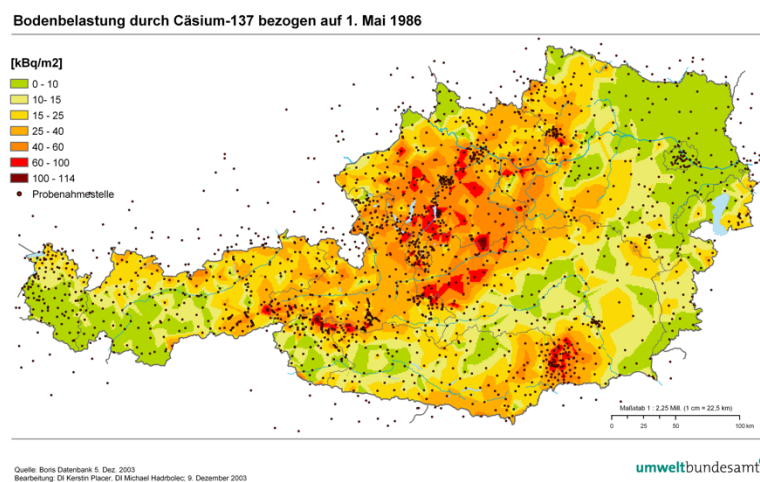 Bodenbelastung durch Cäsium-137 bezogen auf 1. Mai 1986
[kBq/m2]
0 - 10
10- 15
15 - 25
25 - 40
40 - 60
60 - 100
100 - 114
Probenahmestelle
Maßatab 1 : 2,25 Mill. (1 cm = 22,5 km)
0 25 50 100 km
Quelle: Boris Datenbank 5. Dez. 2003
Bearbeitung: DI Kerstin Placer, DI Michael Hadrbolec; 9. Dezember 2003
umweltbundesamt